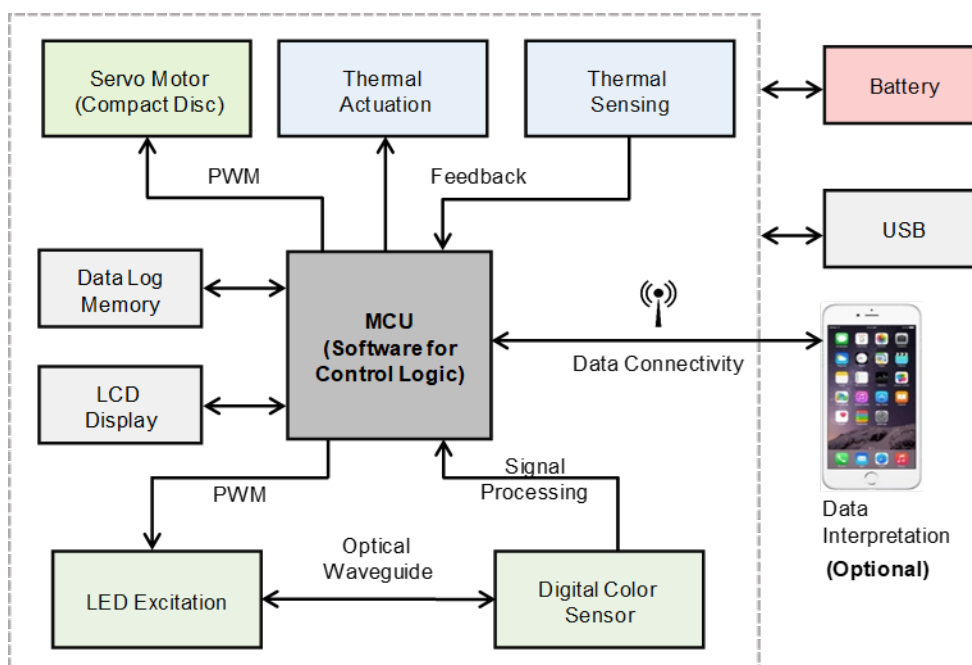 Servo Motor
(Compact Disc)
Thermal
Actuation
Thermal
Sensing
Battery
PWM
Feedback
USB
Data Log
Memory
MCU
(Software for
Control Logic)
Data Connectivity
LCD
Display
PWM
Signal
Processing
Data
Interpretation
(Optional)
LED Excitation
Optical
Waveguide
Digital Color
Sensor